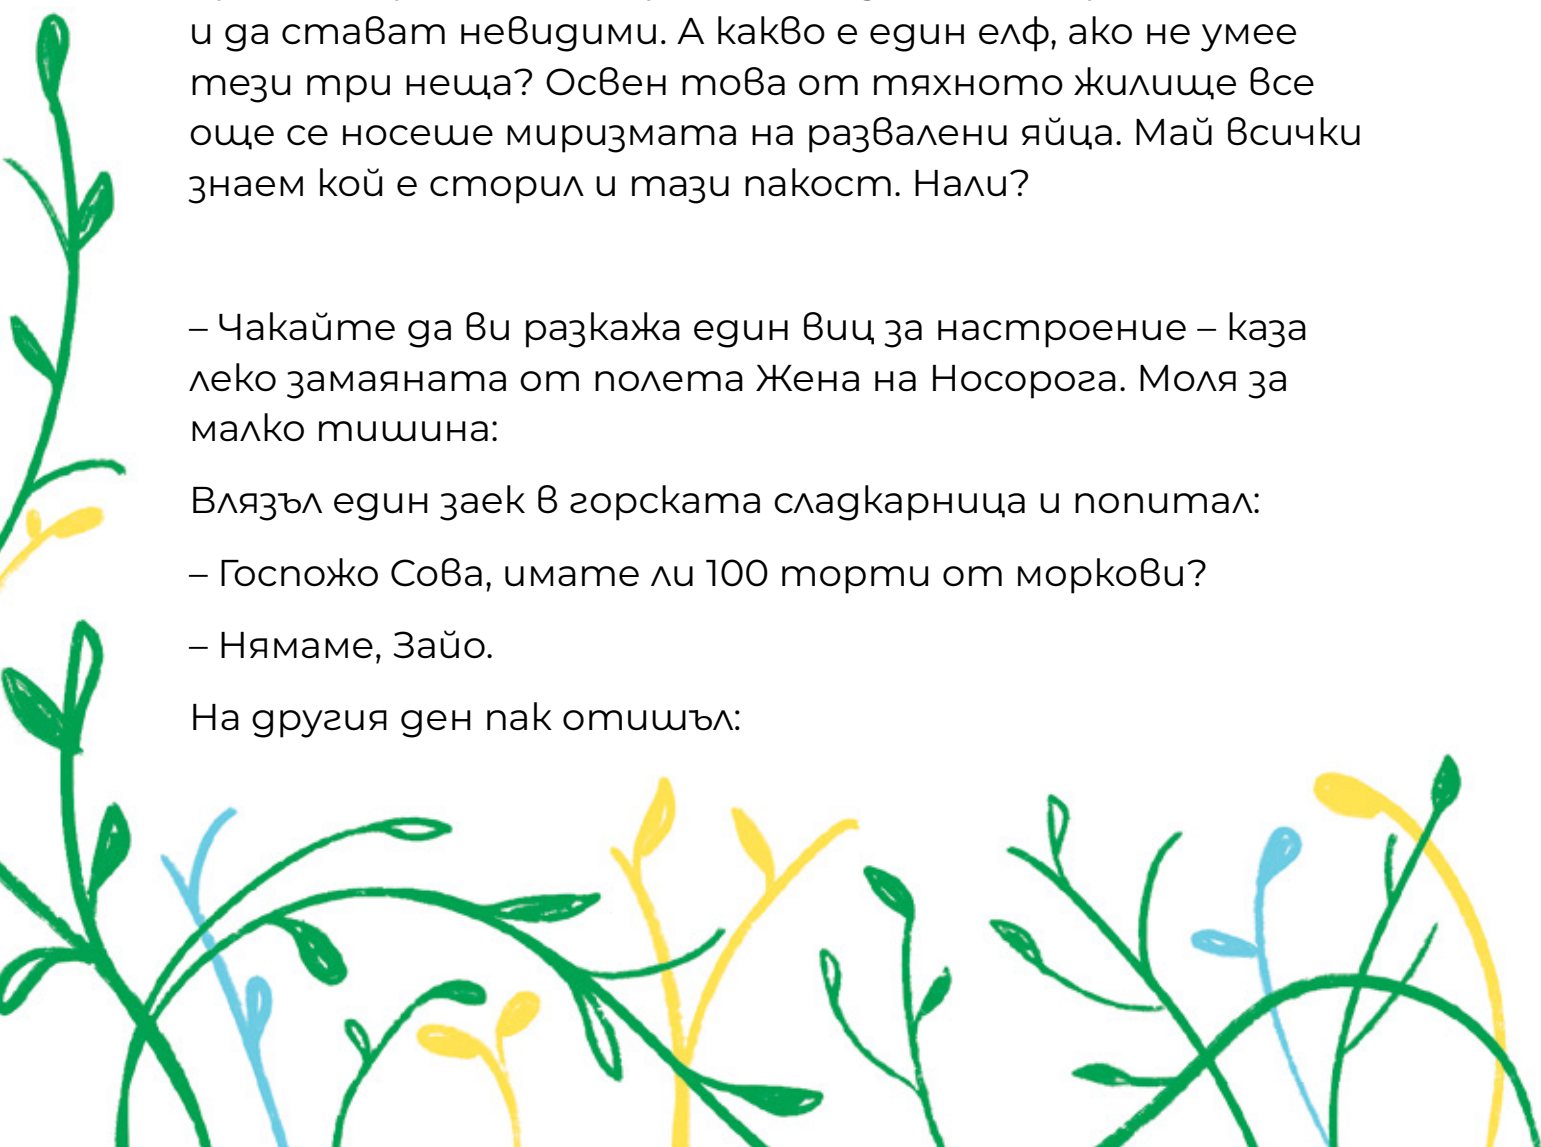 и да стават невидими. А какво е един елф, ако не умее
тези три неща? Освен това от тяхното жилище все
още се носеше миризмата на развалени яйца. Май всички
знаем кой е сторил и тази пакост. Нали?
– Чакайте да ви разкажа един виц за настроение – каза
леко замаяната от полета Жена на Носорога. Моля за
малко тишина:
Влязъл един заек в горската сладкарница и попитал:
– Госпожо Сова, имате ли 100 торти от моркови?
– Нямаме, Зайо.
На другия ден пак отишъл: